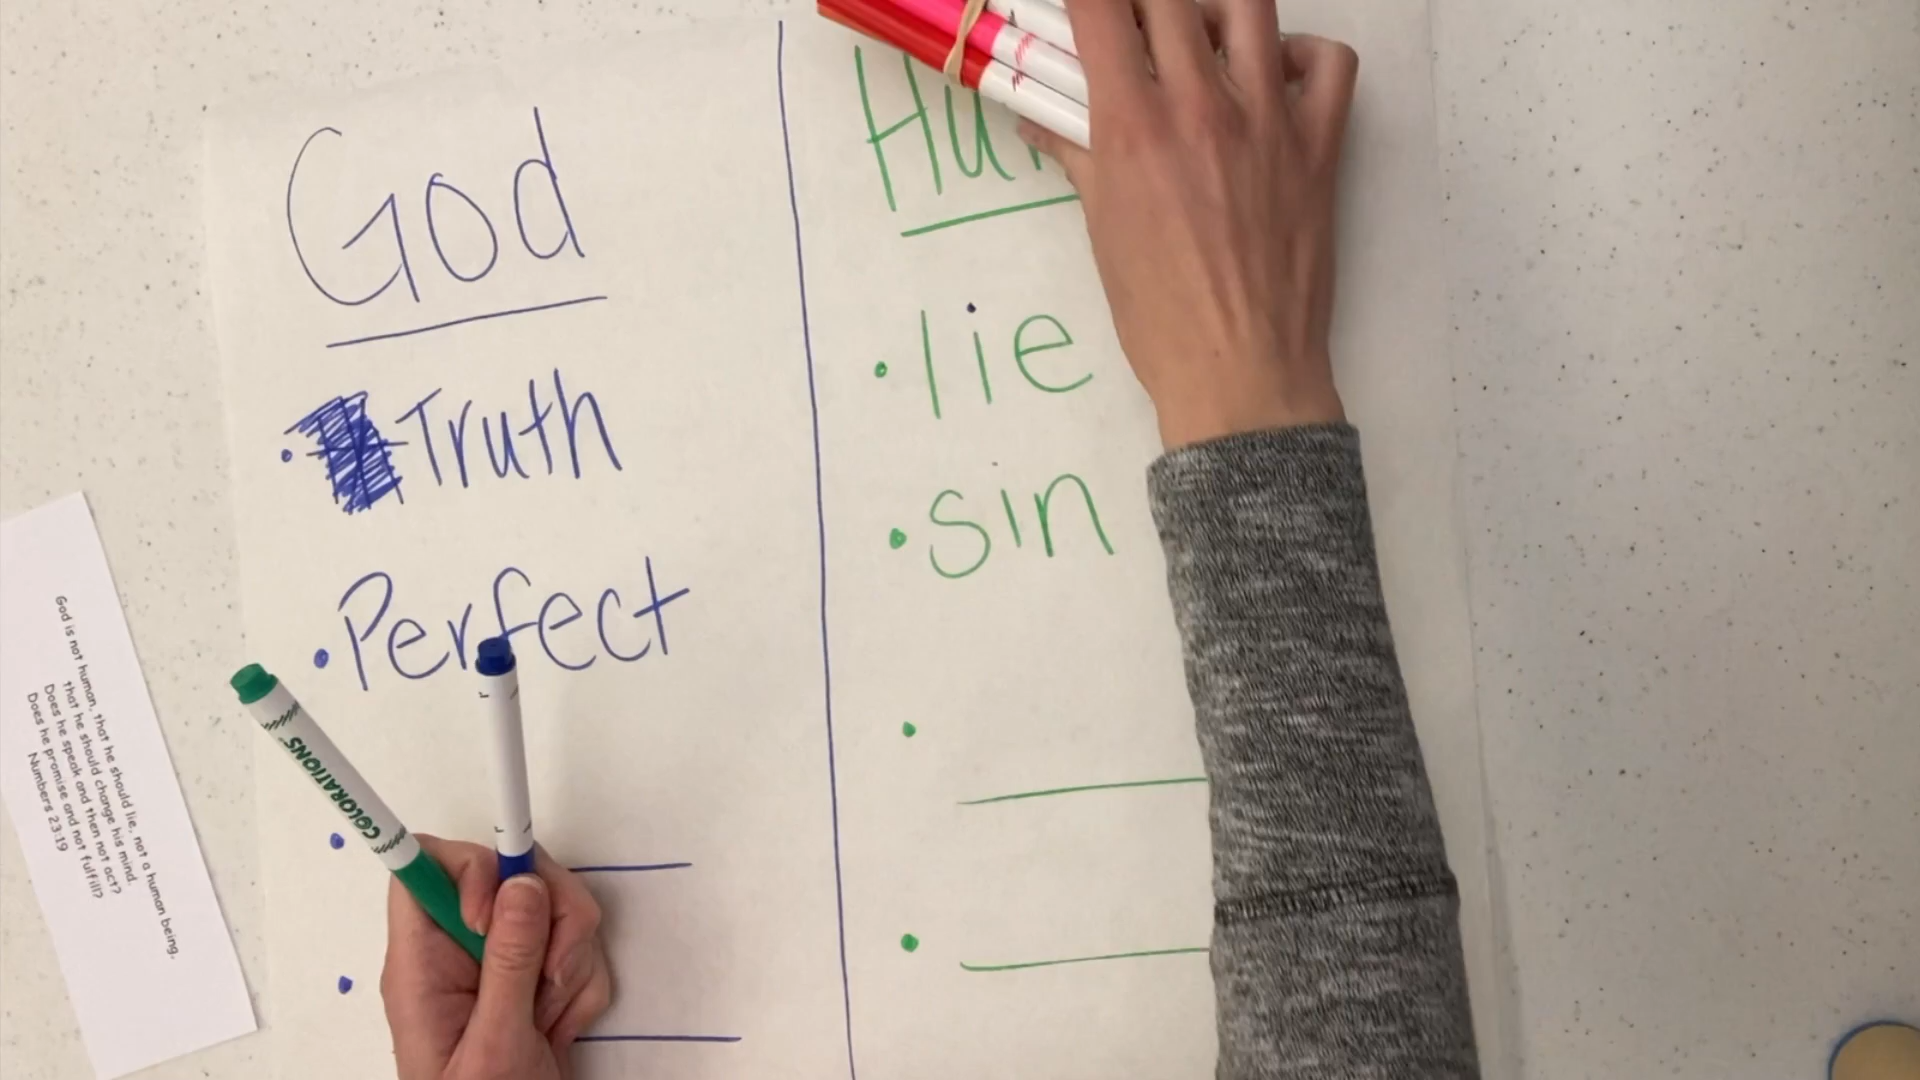 God
• Truth
• Perfect
Hu
• lie
• sin
COLORATIONS
God is not human, that he should lie, not a human being,
that he should change his mind.
Does he speak and then not act?
Does he promise and not fulfill?
Numbers 23:19